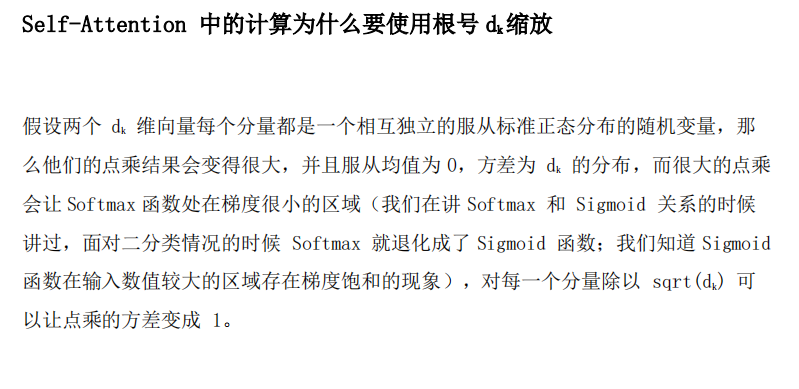 Self-Attention 中的计算为什么要使用根号 dₖ缩放
假设两个 dₖ 维向量每个分量都是一个相互独立的服从标准正态分布的随机变量，那
么他们的点乘结果会变得很大，并且服从均值为 0，方差为 dₖ 的分布，而很大的点乘
会让 Softmax 函数处在梯度很小的区域（我们在讲 Softmax 和 Sigmoid 关系的时候
讲过，面对二分类情况的时候 Softmax 就退化成了 Sigmoid 函数；我们知道 Sigmoid
函数在输入数值较大的区域存在梯度饱和的现象），对每一个分量除以 sqrt(dₖ) 可
以让点乘的方差变成 1。